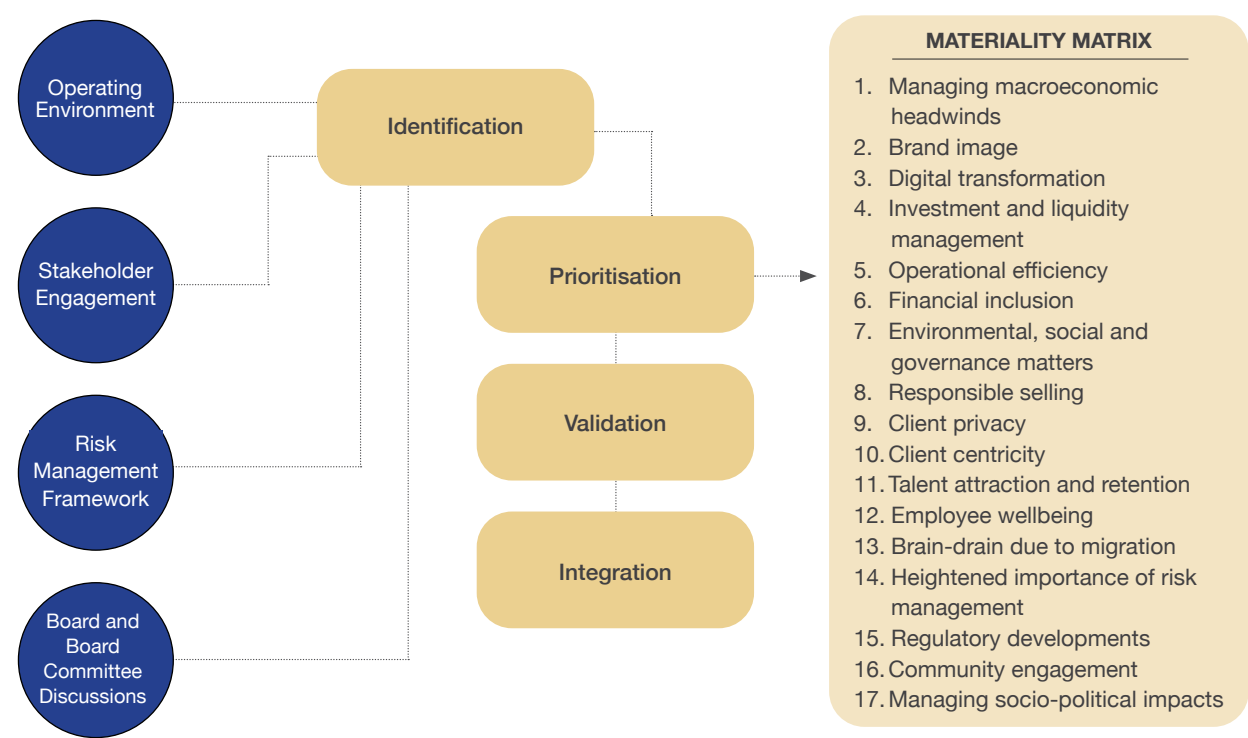 Operating
Environment
Stakeholder
Engagement
Risk
Management
Framework
Board and
Board
Committee
Discussions
Identification
Prioritisation
Validation
Integration
MATERIALITY MATRIX
1. Managing macroeconomic
headwinds
2. Brand image
3. Digital transformation
4. Investment and liquidity
management
5. Operational efficiency
6. Financial inclusion
7. Environmental, social and
governance matters
8. Responsible selling
9. Client privacy
10. Client centricity
11. Talent attraction and retention
12. Employee wellbeing
13. Brain-drain due to migration
14. Heightened importance of risk
management
15. Regulatory developments
16. Community engagement
17. Managing socio-political impacts